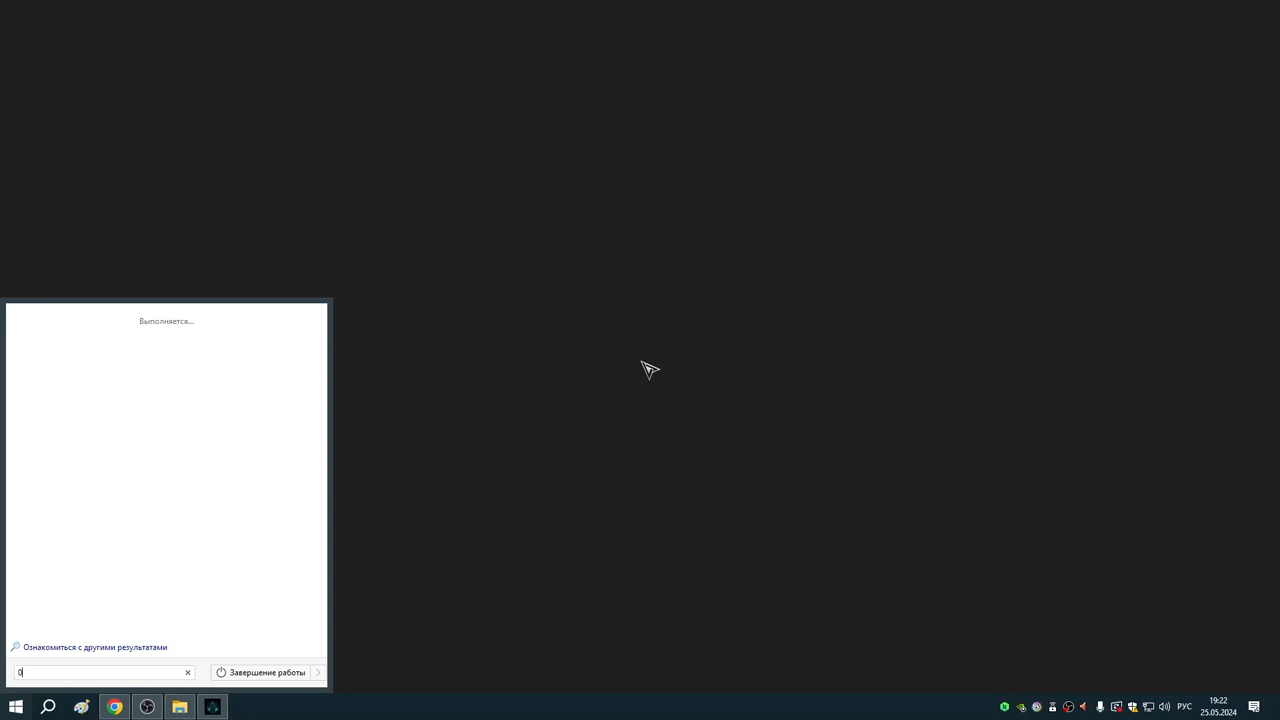 Выполняется...
Ознакомиться с другими результатами
0
Завершение работы
РУС
19:22
25.05.2024